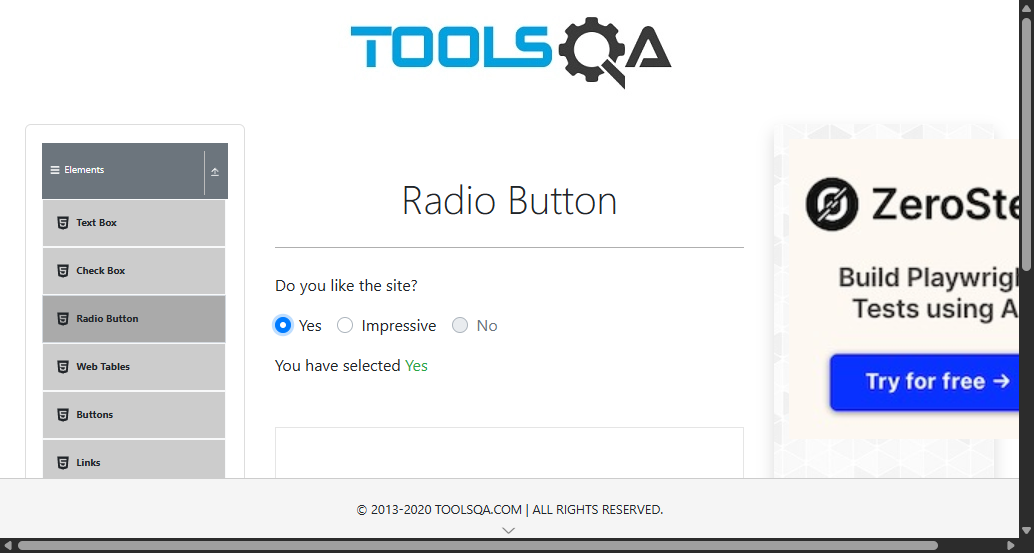 TOOLSQA
Elements
Text Box
Check Box
Radio Button
Web Tables
Buttons
Links
Radio Button
Do you like the site?
Yes Impressive No
You have selected Yes
ZeroSte
Build Playwrigh
Tests using A
Try for free →
© 2013-2020 TOOLSQA.COM | ALL RIGHTS RESERVED.